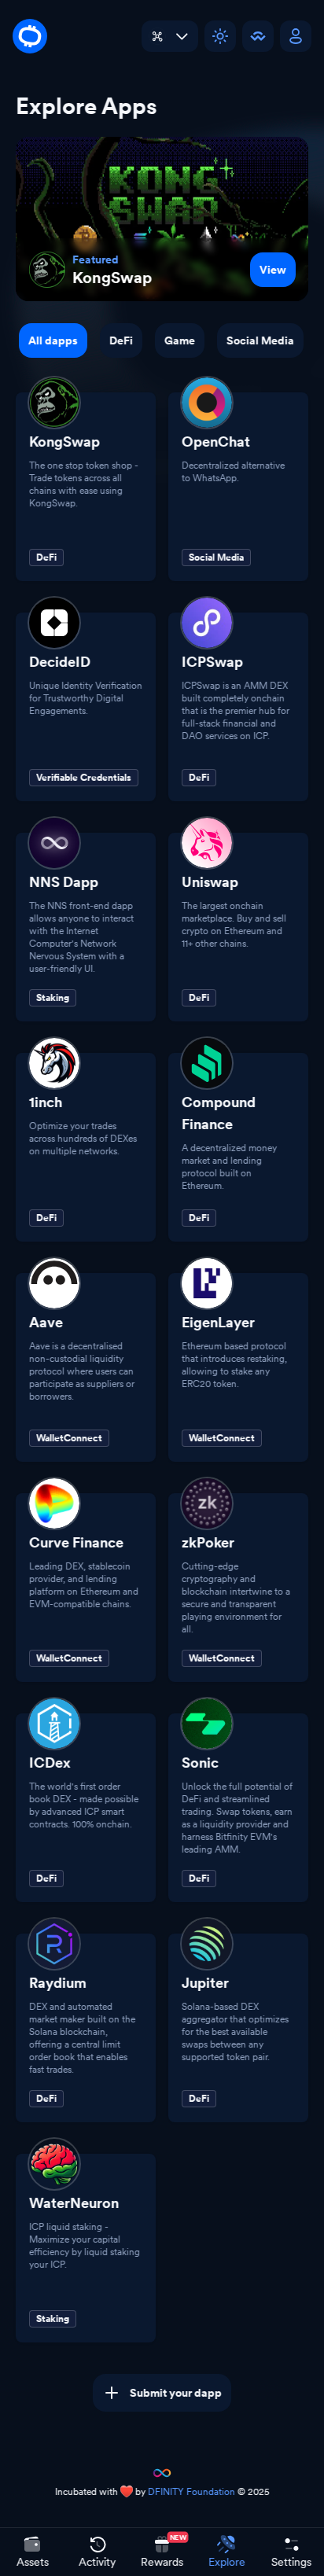 Explore Apps
KONG
SWAP
Featured
KongSwap
View
All dapps
DeFi
Game
Social Media
KongSwap
The one stop token shop -
Trade tokens across all
chains with ease using
KongSwap.
DeFi
OpenChat
Decentralized alternative
to WhatsApp.
Social Media
DecideID
Unique Identity Verification
for Trustworthy Digital
Engagements.
Verifiable Credentials
ICPSwap
ICPSwap is an AMM DEX
built completely onchain
that is the premier hub for
full-stack financial and
DAO services on ICP.
DeFi
NNS Dapp
The NNS front-end dapp
allows anyone to interact
with the Internet
Computer's Network
Nervous System with a
user-friendly UI.
Staking
Uniswap
The largest onchain
marketplace. Buy and sell
crypto on Ethereum and
11+ other chains.
DeFi
1inch
Optimize your trades
across hundreds of DEXes
on multiple networks.
DeFi
Compound
Finance
A decentralized money
market and lending
protocol built on
Ethereum.
DeFi
Aave
Aave is a decentralised
non-custodial liquidity
protocol where users can
participate as suppliers or
borrowers.
WalletConnect
EigenLayer
Ethereum based protocol
that introduces restaking,
allowing to stake any
ERC20 token.
WalletConnect
Curve Finance
Leading DEX, stablecoin
provider, and lending
platform on Ethereum and
EVM-compatible chains.
WalletConnect
zk
zkPoker
Cutting-edge
cryptography and
blockchain intertwine to a
secure and transparent
playing environment for
all.
WalletConnect
ICDex
The world's first order
book DEX - made possible
by advanced ICP smart
contracts. 100% onchain.
DeFi
Sonic
Unlock the full potential of
DeFi and streamlined
trading. Swap tokens, earn
as a liquidity provider and
harness Bitfinity EVM's
leading AMM.
DeFi
Raydium
DEX and automated
market maker built on the
Solana blockchain,
offering a central limit
order book that enables
fast trades.
DeFi
Jupiter
Solana-based DEX
aggregator that optimizes
for the best available
swaps between any
supported token pair.
DeFi
WaterNeuron
ICP liquid staking -
Maximize your capital
efficiency by liquid staking
your ICP.
Staking
Submit your dapp
Incubated with ❤️ by DFINITY Foundation © 2025
NEW
Assets
Activity
Rewards
Explore
Settings